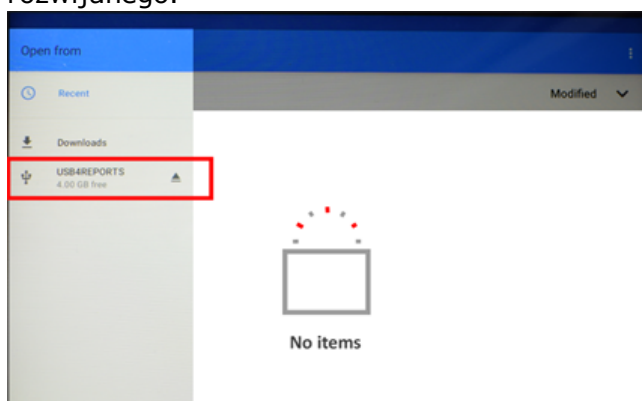 rozwijanego.
Open from
Recent
Modified
Downloads
USB4REPORTS
4.00 GB free
No items